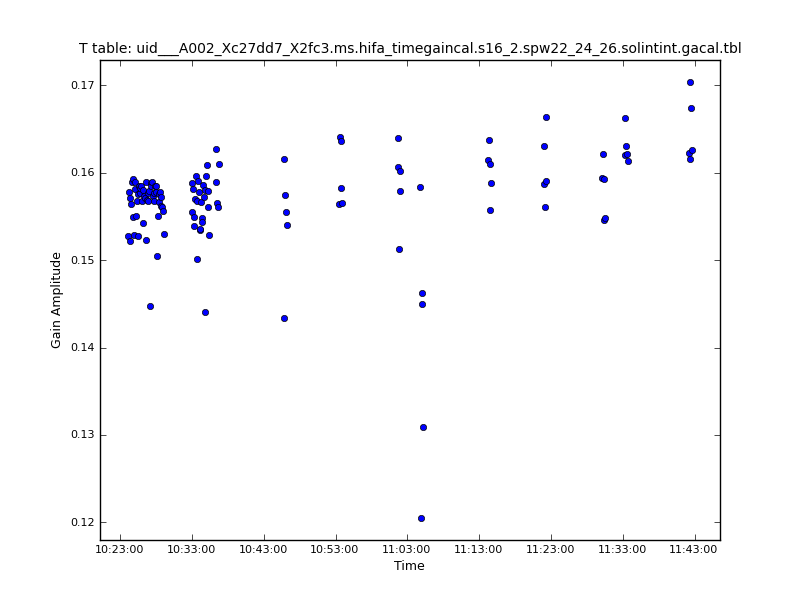 T table: uid___A002_Xc27dd7_X2fc3.ms.hifa_timegaincal.s16_2.spw22_24_26.solintint.gacal.tbl
0.17
0.16
0.15
0.14
0.13
0.12
Gain Amplitude
10:23:00 10:33:00 10:43:00 10:53:00 11:03:00 11:13:00 11:23:00 11:33:00 11:43:00
Time